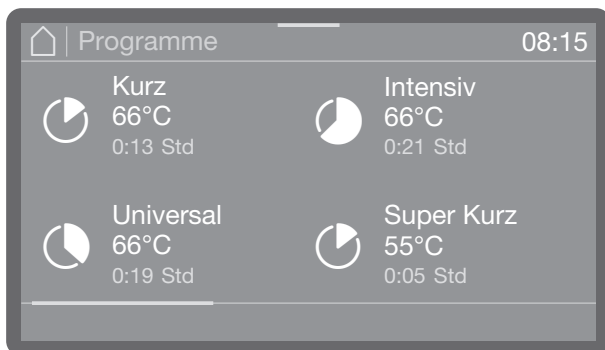 Programme 08:15
Kurz
66°C
0:13 Std
Intensiv
66°C
0:21 Std
Universal
66°C
0:19 Std
Super Kurz
55°C
0:05 Std